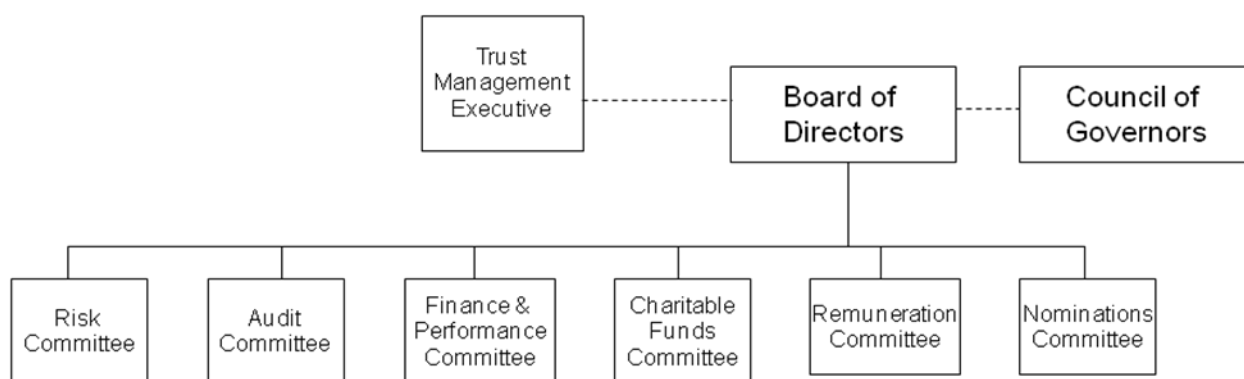 Trust
Management
Executive
Board of
Directors
Council of
Governors
Risk
Committee
Audit
Committee
Finance &
Performance
Committee
Charitable
Funds
Committee
Remuneration
Committee
Nominations
Committee